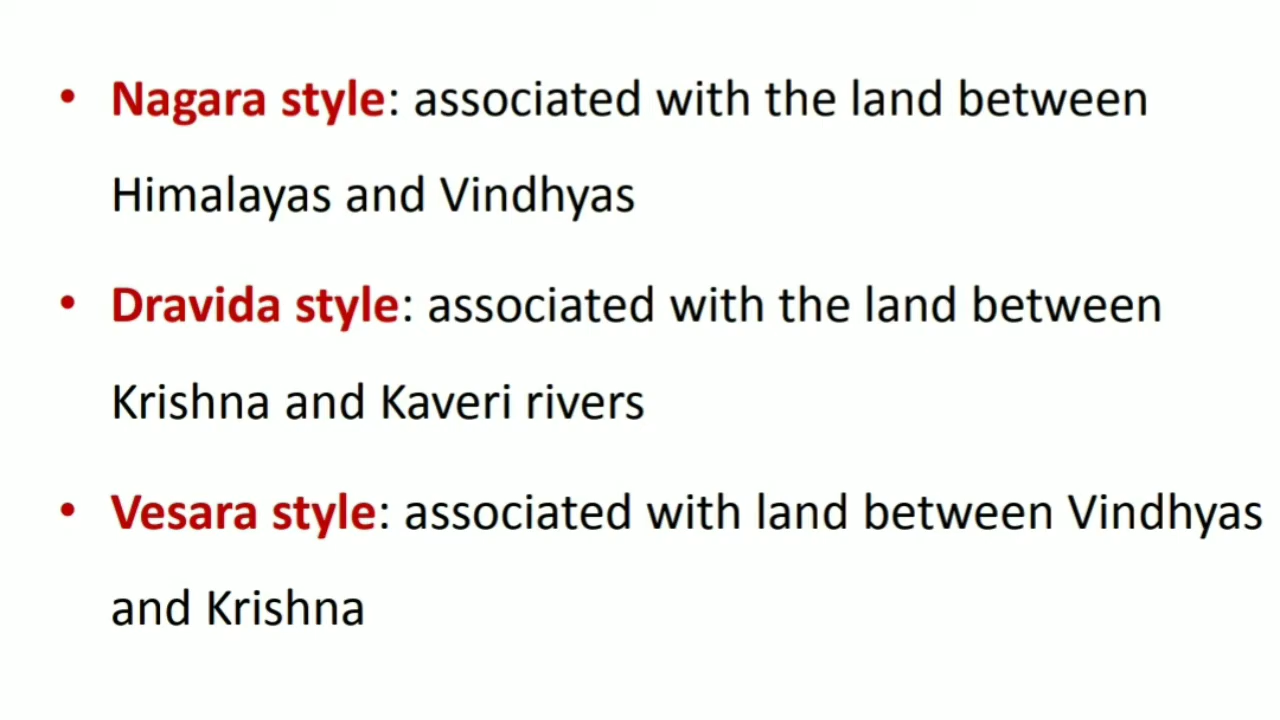 • Nagara style: associated with the land between
Himalayas and Vindhyas
• Dravida style: associated with the land between
Krishna and Kaveri rivers
• Vesara style: associated with land between Vindhyas
and Krishna